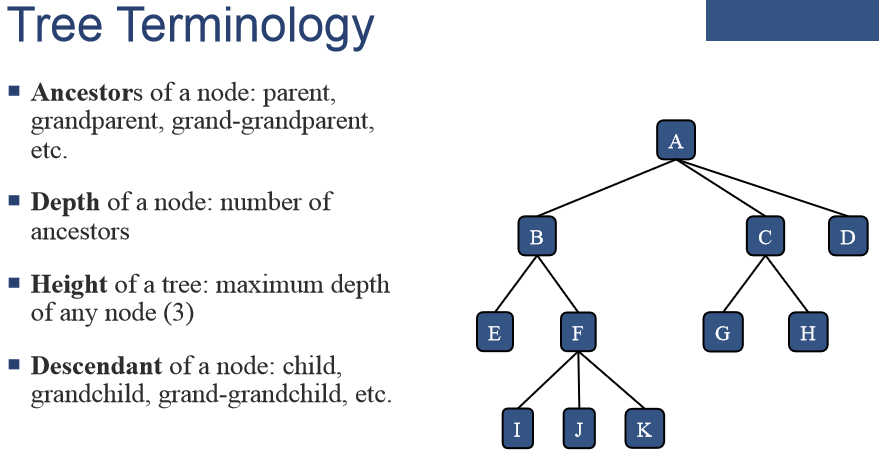 Tree Terminology
Ancestors of a node: parent,
grandparent, grand-grandparent,
etc.
Depth of a node: number of
ancestors
Height of a tree: maximum depth
of any node (3)
Descendant of a node: child,
grandchild, grand-grandchild, etc.
A
B
C
D
E
F
G
H
I
J
K